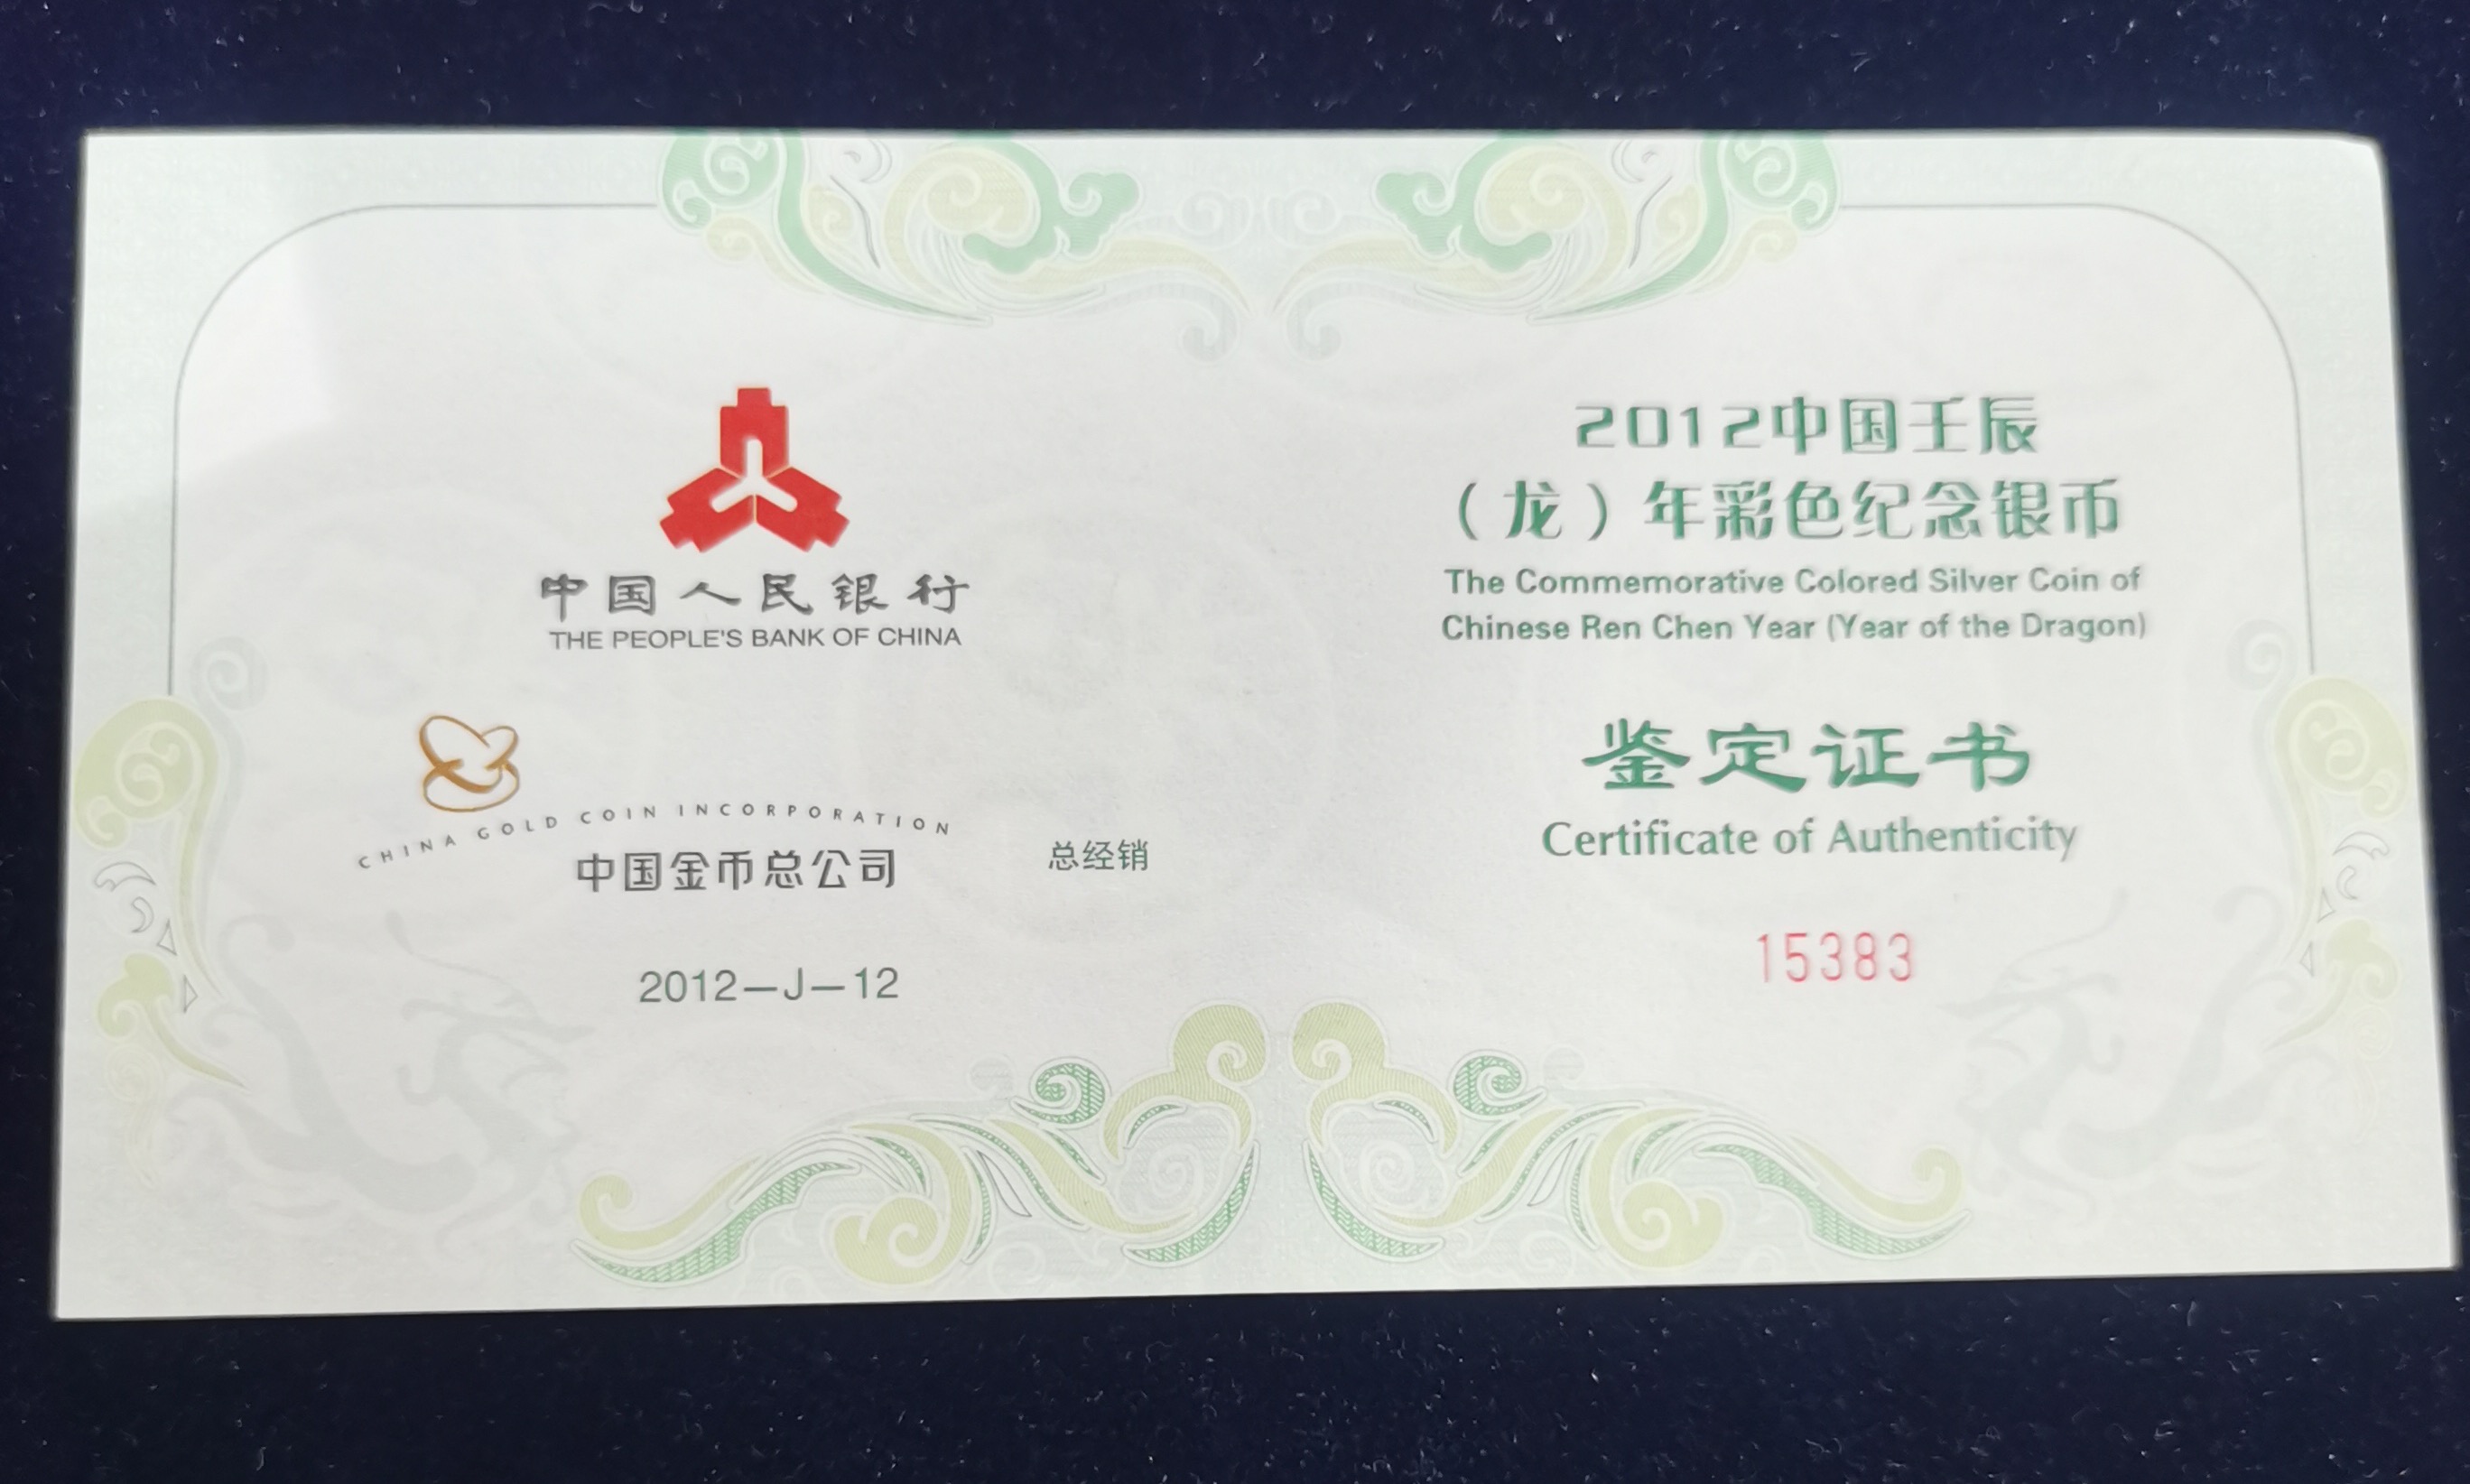 中国人民银行
THE PEOPLE'S BANK OF CHINA
CHINA GOLD COIN INCORPORATION
中国金币总公司
总经销
2012—J—12
2012中国壬辰
（龙）年彩色纪念银币
The Commemorative Colored Silver Coin of
Chinese Ren Chen Year (Year of the Dragon)
鉴定证书
Certificate of Authenticity
15383